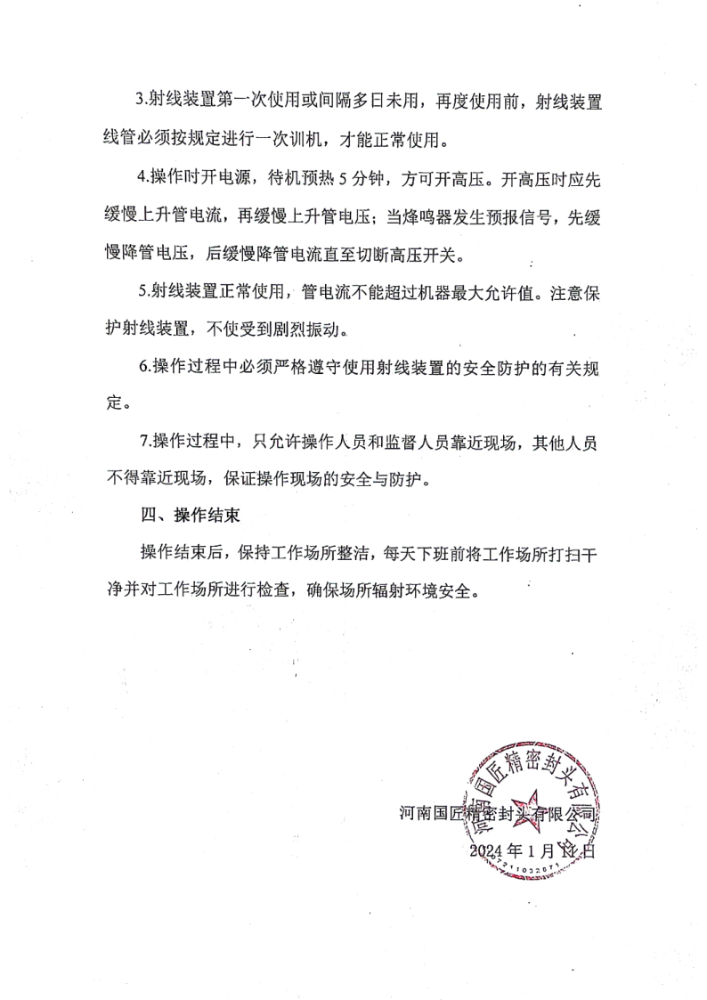 3.射线装置第一次使用或间隔多日未用，再度使用前，射线装置
线管必须按规定进行一次训机，才能正常使用。
4.操作时开电源，待机预热 5 分钟，方可开高压。开高压时应先
缓慢上升管电流，再缓慢上升管电压；当烽鸣器发生预报信号，先缓
慢降管电压，后缓慢降管电流直至切断高压开关。
5.射线装置正常使用，管电流不能超过机器最大允许值。注意保
护射线装置，不使受到剧烈振动。
6.操作过程中必须严格遵守使用射线装置的安全防护的有关规
定。
7.操作过程中，只允许操作人员和监督人员靠近现场，其他人员
不得靠近现场，保证操作现场的安全与防护。
四、操作结束
操作结束后，保持工作场所整洁，每天下班前将工作场所打扫干
净并对工作场所进行检查，确保场所辐射环境安全。
河南国匠精密封头有限公司
河南国匠精密封头有限公司
2024 年 1 月 11 日